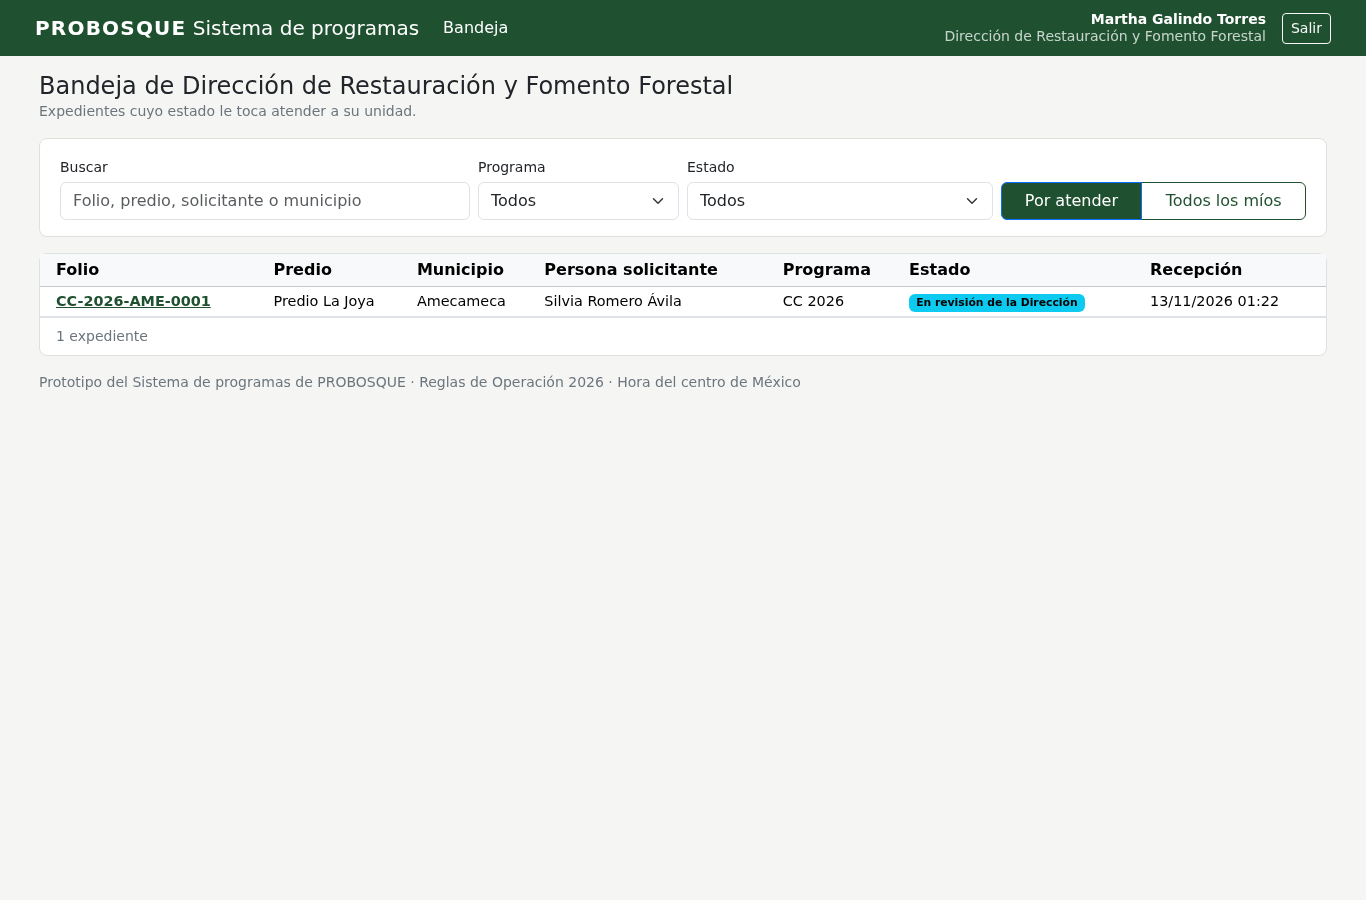 PROBOSQUE Sistema de programas Bandeja
Martha Galindo Torres
Dirección de Restauración y Fomento Forestal
Salir
Bandeja de Dirección de Restauración y Fomento Forestal
Expedientes cuyo estado le toca atender a su unidad.
Buscar Programa Estado
Folio, predio, solicitante o municipio Todos Todos Por atender Todos los míos
Folio Predio Municipio Persona solicitante Programa Estado Recepción
CC-2026-AME-0001 Predio La Joya Amecameca Silvia Romero Ávila CC 2026 En revisión de la Dirección 13/11/2026 01:22
1 expediente
Prototipo del Sistema de programas de PROBOSQUE · Reglas de Operación 2026 · Hora del centro de México